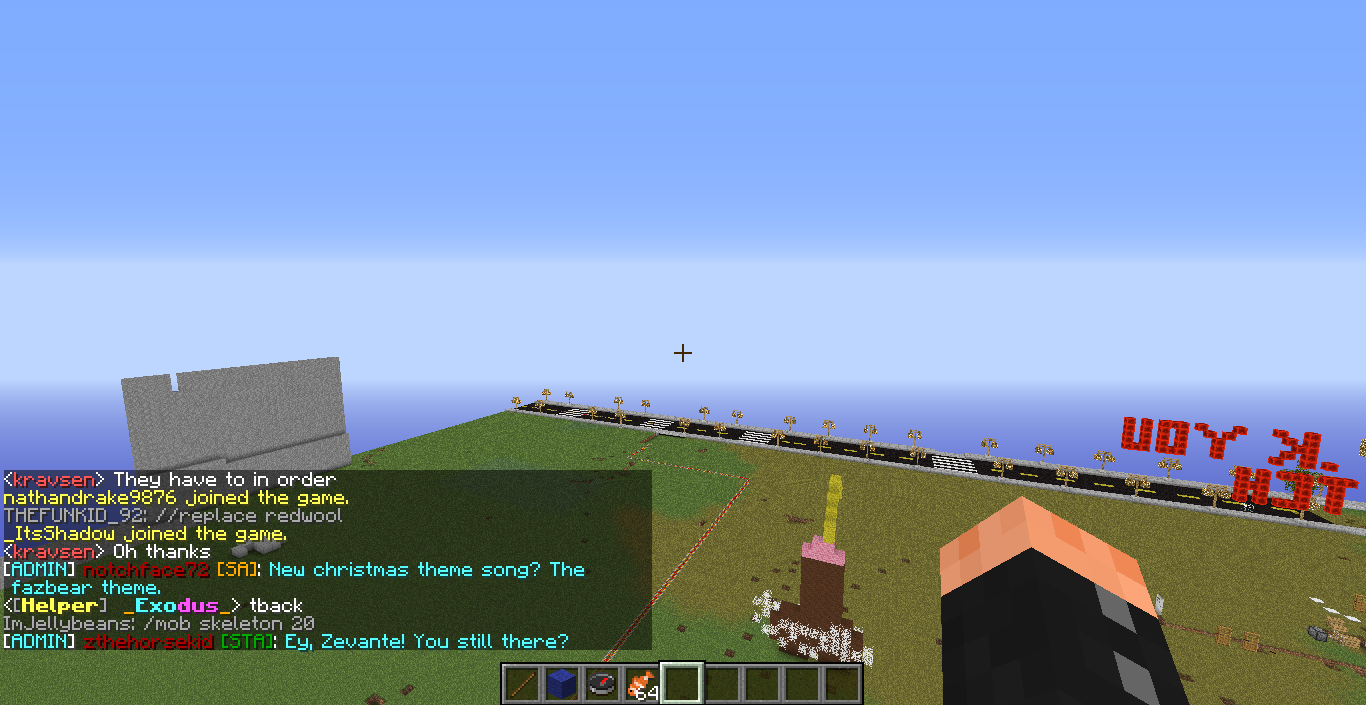 <kravsen> They have to in order
nathandrake9876 joined the game.
THEFUNKID_92: //replace redwool
_ItsShadow joined the game.
<kravsen> Oh thanks
[ADMIN] notchface72 [SA]: New christmas theme song? The
fazbear theme.
<[Helper] _Exodus_> tback
ImJellybeans: /mob skeleton 20
[ADMIN] zthehorsekid [STA]: Ey, Zevante! You still there?
64